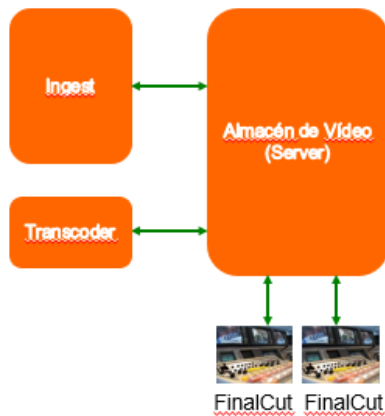 Ingest
Almacén de Vídeo
(Server)
Transcoder
FinalCut FinalCut